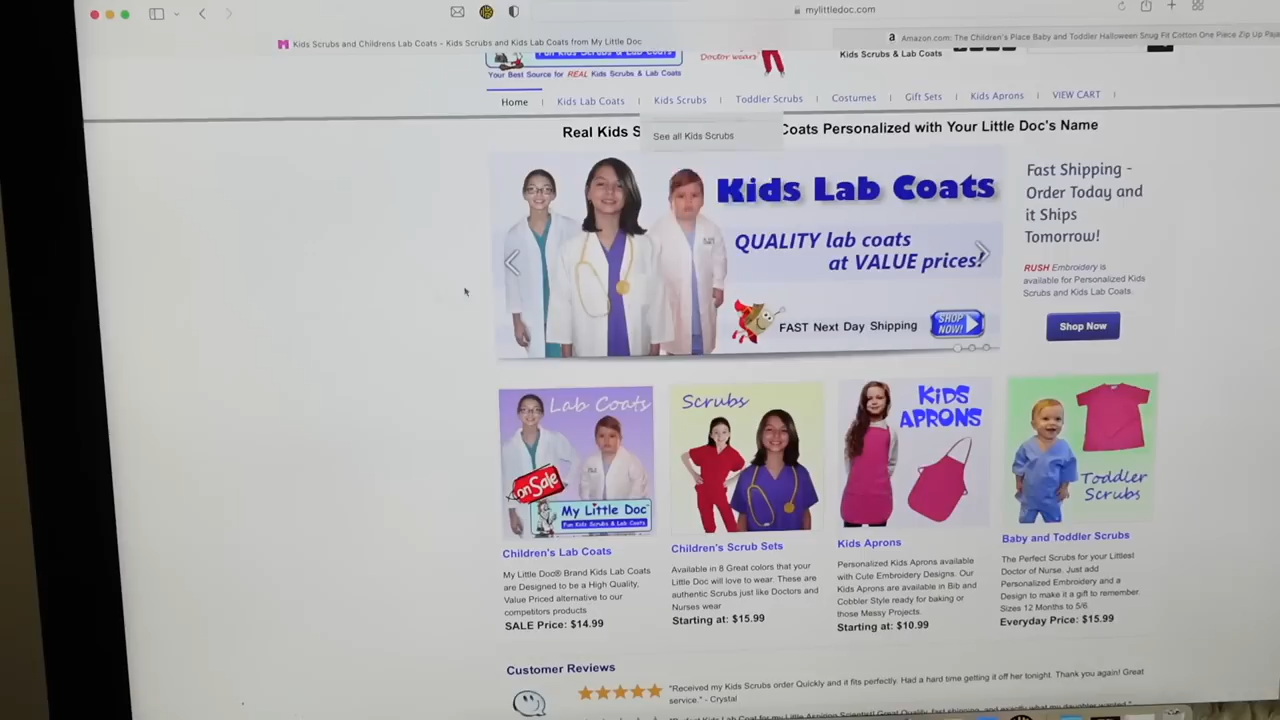 mylittledoc.com
Kids Scrubs and Childrens Lab Coats - Kids Scrubs and Kids Lab Coats from My Little Doc
a Amazon.com: The Children's Place Baby and Toddler Halloween Snug Fit Cotton One Piece Zip Up Paja
Fun Kids Scrubs & Lab Coats
Your Best Source for REAL Kids Scrubs & Lab Coats
Doctor wears
Kids Scrubs & Lab Coats
Home | Kids Lab Coats | Kids Scrubs | Toddler Scrubs | Costumes | Gift Sets | Kids Aprons | VIEW CART |
See all Kids Scrubs
Real Kids S Coats Personalized with Your Little Doc's Name
Kids Lab Coats
QUALITY lab coats
at VALUE prices!
FAST Next Day Shipping
SHOP
NOW!
Fast Shipping -
Order Today and
it Ships
Tomorrow!
RUSH Embroidery is
available for Personalized Kids
Scrubs and Kids Lab Coats.
Shop Now
Lab Coats
on Sale
My Little Doc
Fun Kids Scrubs & Lab Coats
Children's Lab Coats
My Little Doc® Brand Kids Lab Coats
are Designed to be a High Quality,
Value Priced alternative to our
competitors products
SALE Price: $14.99
Scrubs
Children's Scrub Sets
Available in 8 Great colors that your
Little Doc will love to wear. These are
authentic Scrubs just like Doctors and
Nurses wear
Starting at: $15.99
KiDS
APRONS
Kids Aprons
Personalized Kids Aprons available
with Cute Embroidery Designs. Our
Kids Aprons are available in Bib and
Cobbler Style ready for baking or
those Messy Projects.
Starting at: $10.99
Toddler
Scrubs
Baby and Toddler Scrubs
The Perfect Scrubs for your Littlest
Doctor of Nurse. Just add
Personalized Embroidery and a
Design to make it a gift to remember.
Sizes 12 Months to 5/6
Everyday Price: $15.99
Customer Reviews
"Received my Kids Scrubs order Quickly and it fits perfectly. Had a hard time getting it off her tonight. Thank you again! Great
service." - Crystal